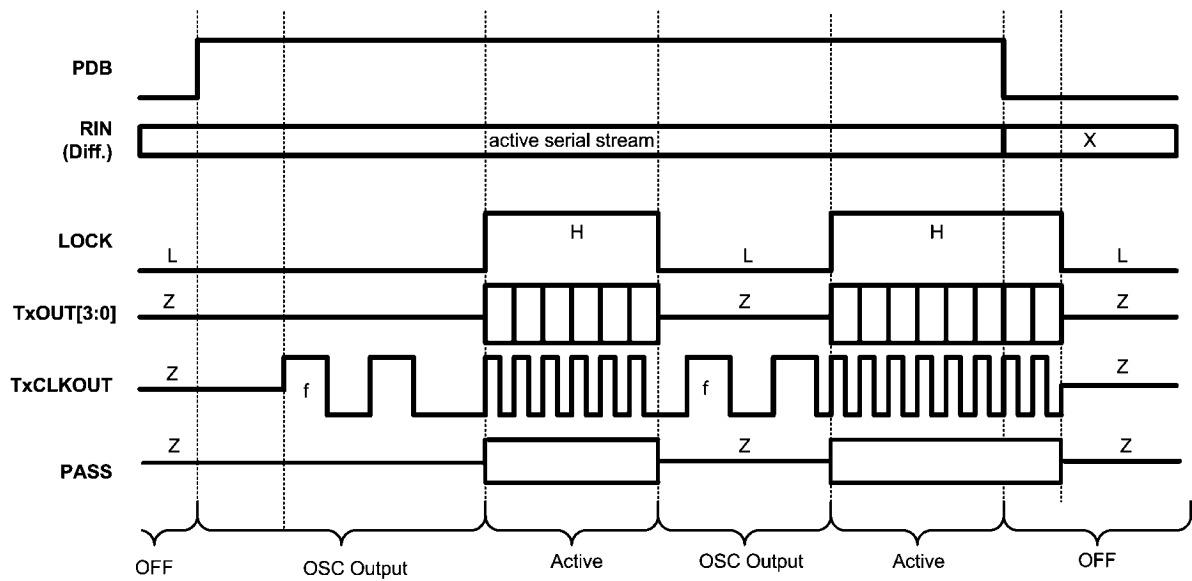 PDB
RIN
(Diff.)
active serial stream
X
LOCK
L
H
L
H
L
TxOUT[3:0]
Z
Z
Z
TxCLKOUT
Z
f
f
Z
PASS
Z
Z
Z
OFF
OSC Output
Active
OSC Output
Active
OFF